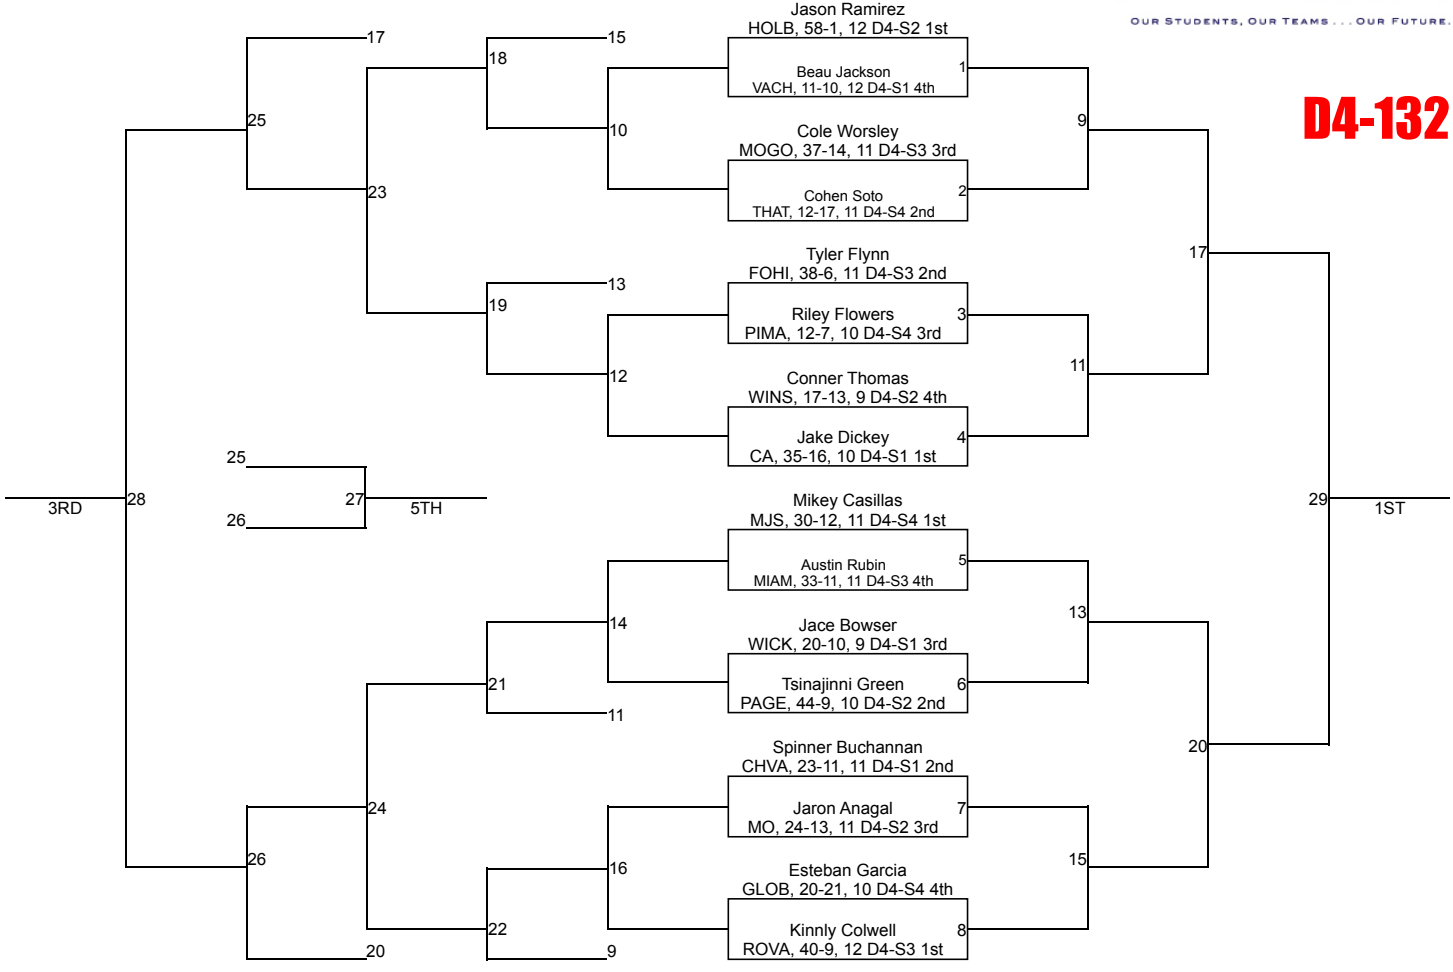 OUR STUDENTS, OUR TEAMS . . . OUR FUTURE.
D4-132
Jason Ramirez
HOLB, 58-1, 12 D4-S2 1st
Beau Jackson
VACH, 11-10, 12 D4-S1 4th
1
Cole Worsley
MOGO, 37-14, 11 D4-S3 3rd
Cohen Soto
THAT, 12-17, 11 D4-S4 2nd
2
Tyler Flynn
FOHI, 38-6, 11 D4-S3 2nd
Riley Flowers
PIMA, 12-7, 10 D4-S4 3rd
3
Conner Thomas
WINS, 17-13, 9 D4-S2 4th
Jake Dickey
CA, 35-16, 10 D4-S1 1st
4
Mikey Casillas
MJS, 30-12, 11 D4-S4 1st
Austin Rubin
MIAM, 33-11, 11 D4-S3 4th
5
Jace Bowser
WICK, 20-10, 9 D4-S1 3rd
Tsinajinni Green
PAGE, 44-9, 10 D4-S2 2nd
6
Spinner Buchannan
CHVA, 23-11, 11 D4-S1 2nd
Jaron Anagal
MO, 24-13, 11 D4-S2 3rd
7
Esteban Garcia
GLOB, 20-21, 10 D4-S4 4th
Kinnly Colwell
ROVA, 40-9, 12 D4-S3 1st
8
9
11
13
15
17
20
29
1ST
15
10
13
12
14
11
16
9
18
19
21
22
17
23
24
20
25
26
25
26
27
5TH
28
3RD